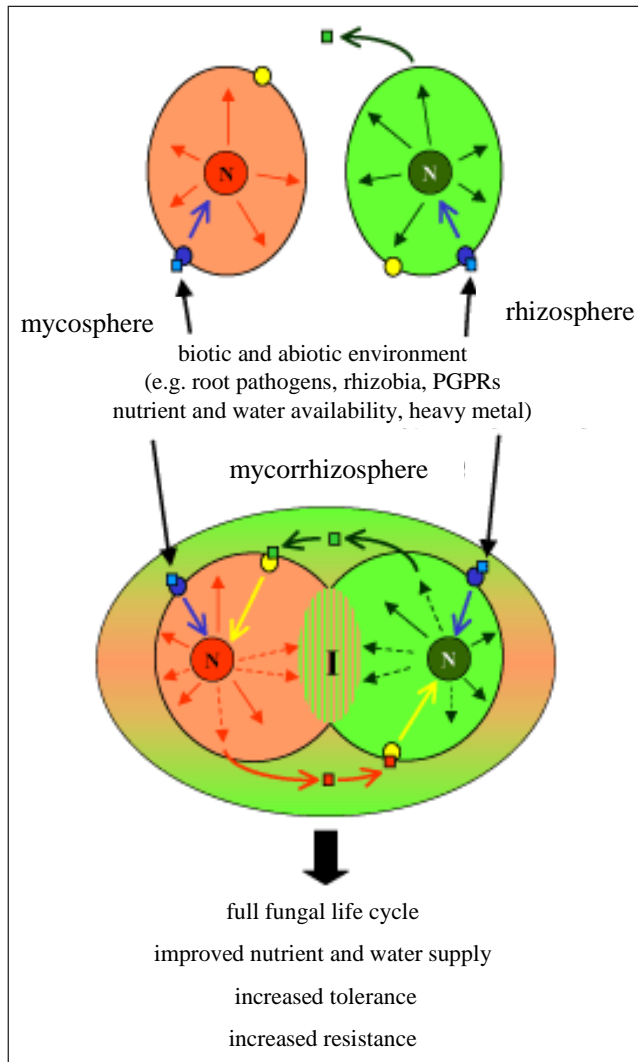 N
N
mycosphere
rhizosphere
biotic and abiotic environment
(e.g. root pathogens, rhizobia, PGPRs
nutrient and water availability, heavy metal)
mycorrhizosphere
N
I
N
full fungal life cycle
improved nutrient and water supply
increased tolerance
increased resistance